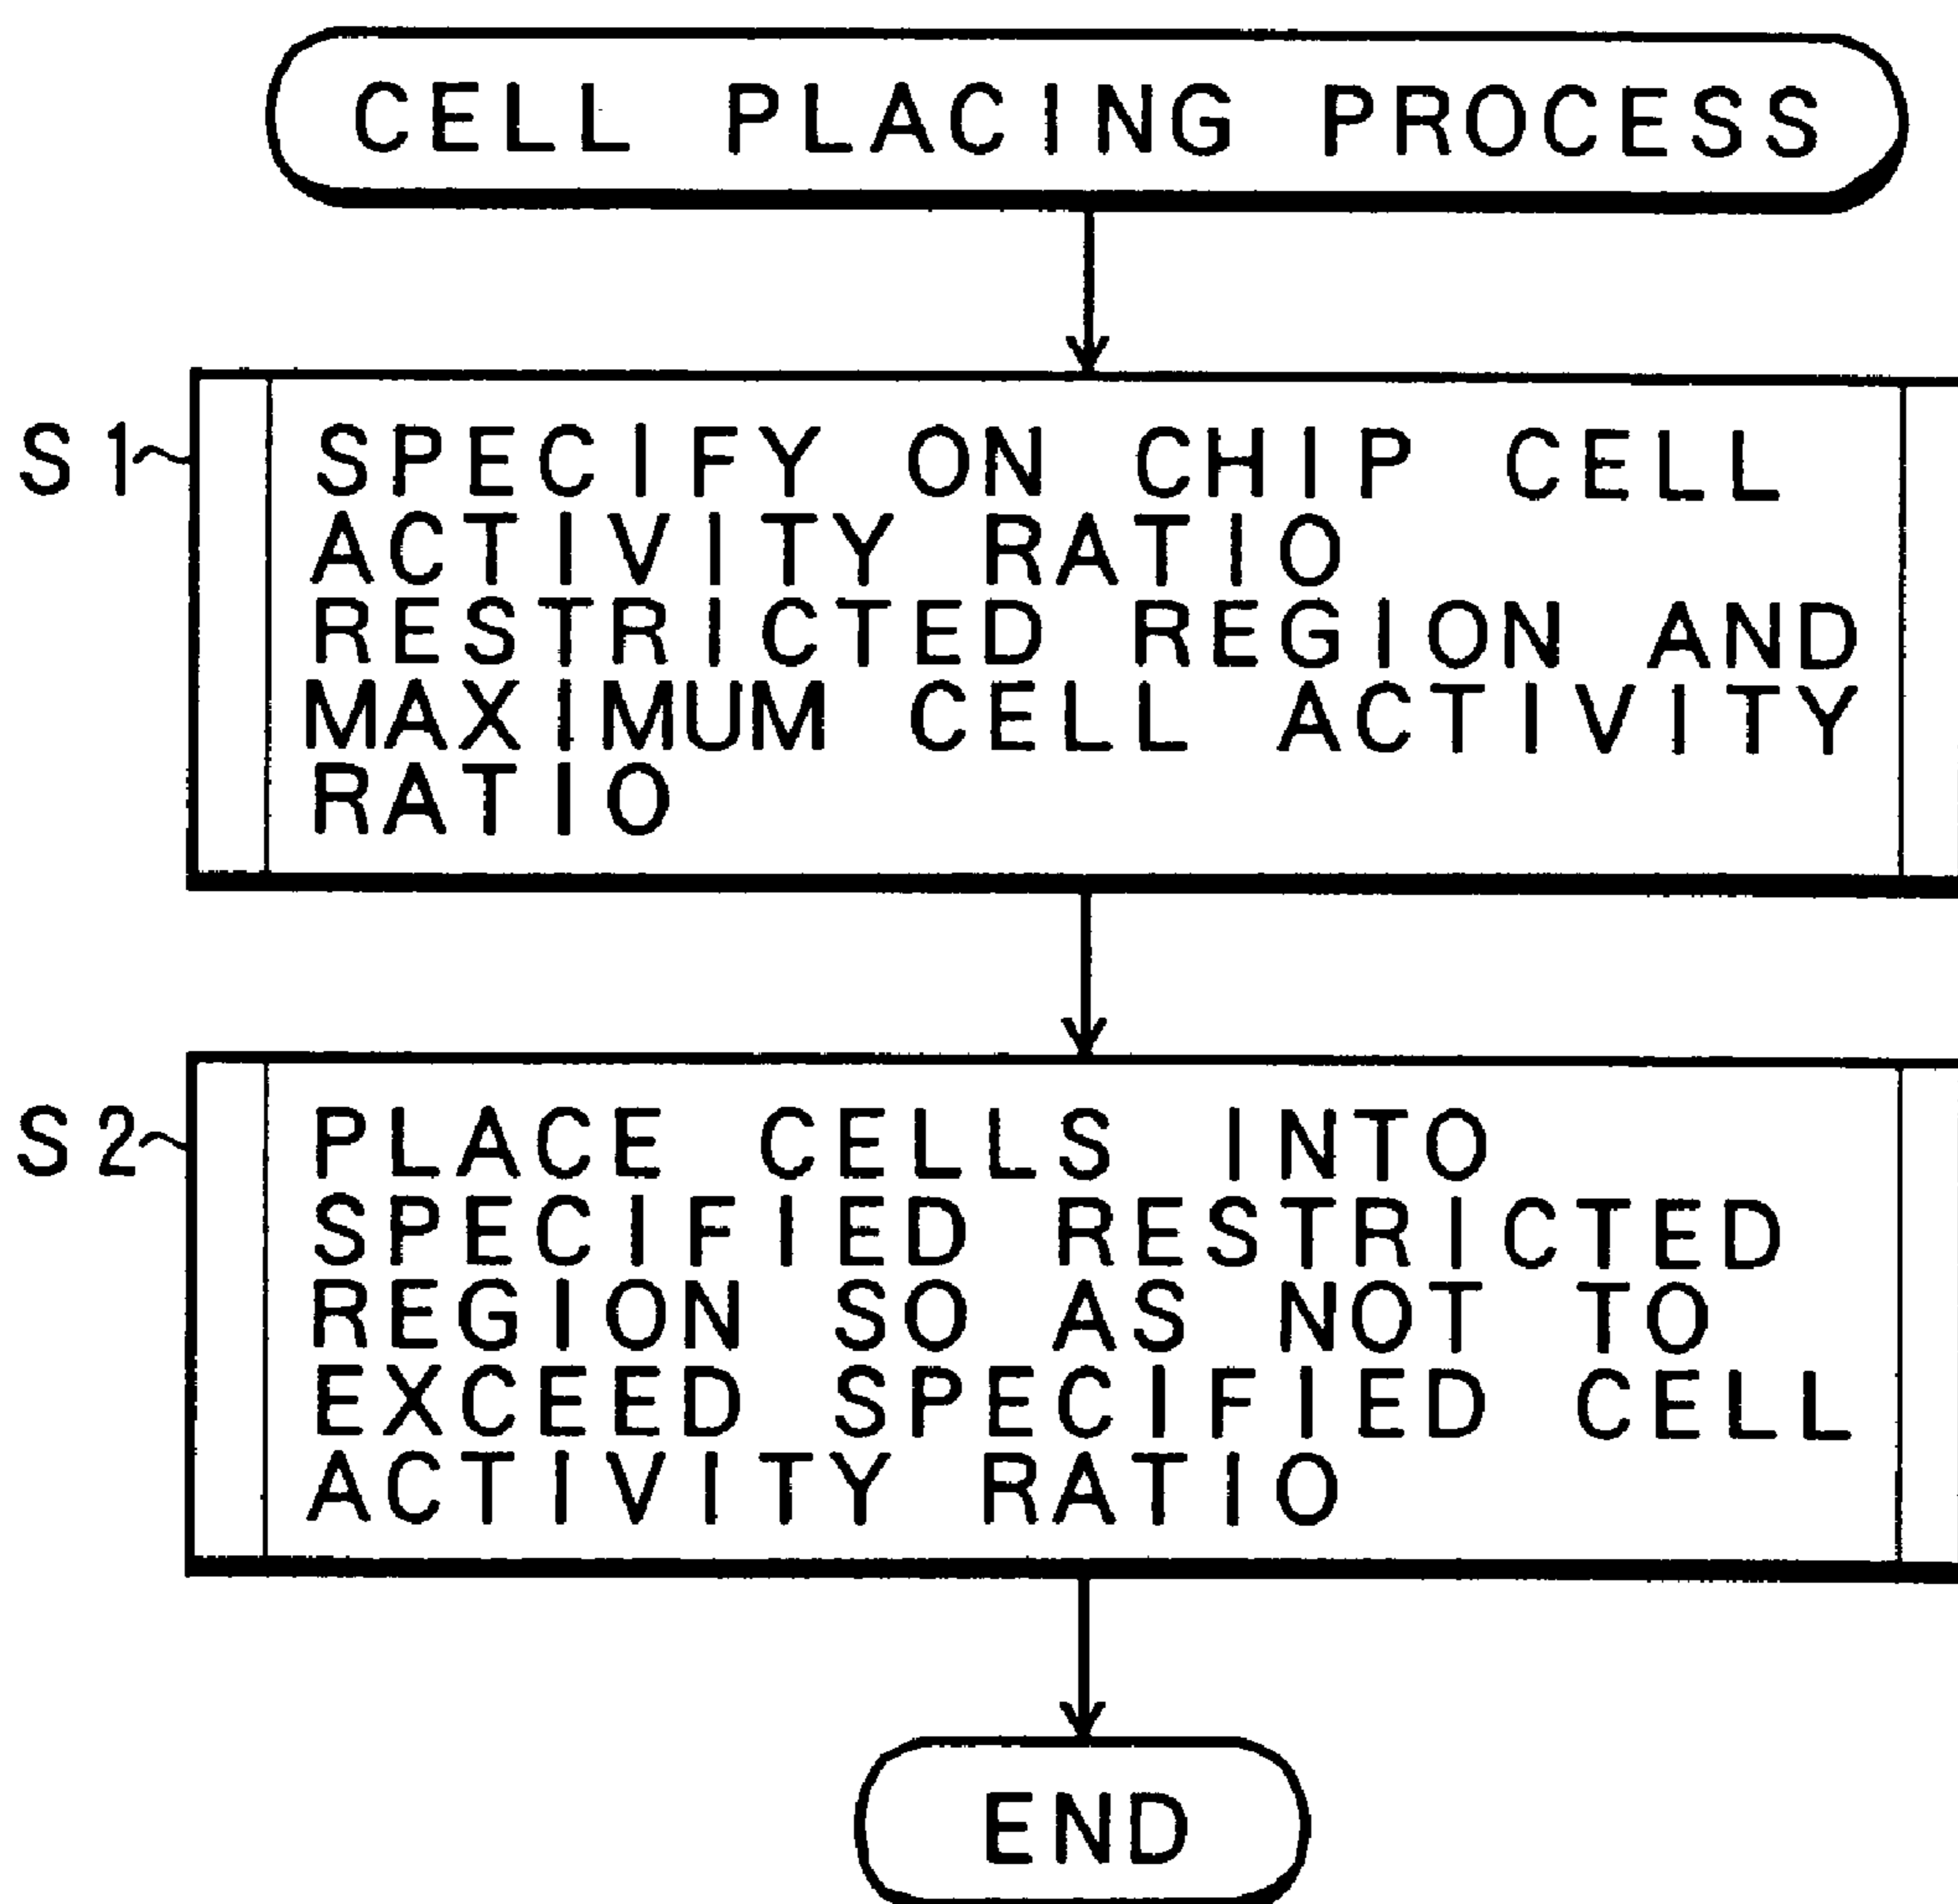 CELL PLACING PROCESS
S1
SPECIFY ON CHIP CELL
ACTIVITY RATIO
RESTRICTED REGION AND
MAXIMUM CELL ACTIVITY
RATIO
S2
PLACE CELLS INTO
SPECIFIED RESTRICTED
REGION SO AS NOT TO
EXCEED SPECIFIED CELL
ACTIVITY RATIO
END